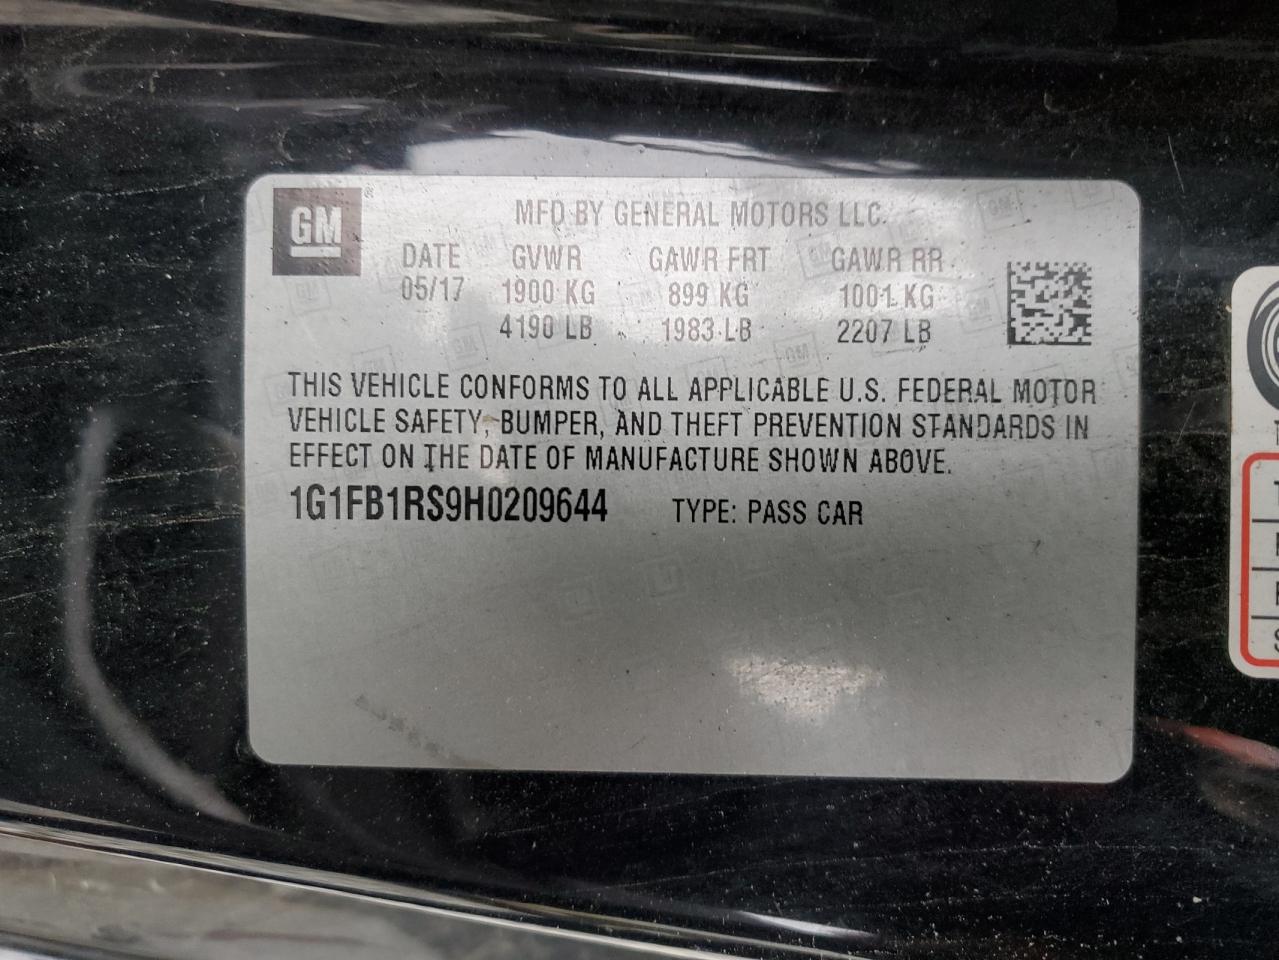 GM
®
MFD BY GENERAL MOTORS LLC.
DATE GVWR GAWR FRT GAWR RR
05/17 1900 KG 899 KG 1001 KG
4190 LB 1983 LB 2207 LB
THIS VEHICLE CONFORMS TO ALL APPLICABLE U.S. FEDERAL MOTOR
VEHICLE SAFETY, BUMPER, AND THEFT PREVENTION STANDARDS IN
EFFECT ON THE DATE OF MANUFACTURE SHOWN ABOVE.
1G1FB1RS9H0209644 TYPE: PASS CAR